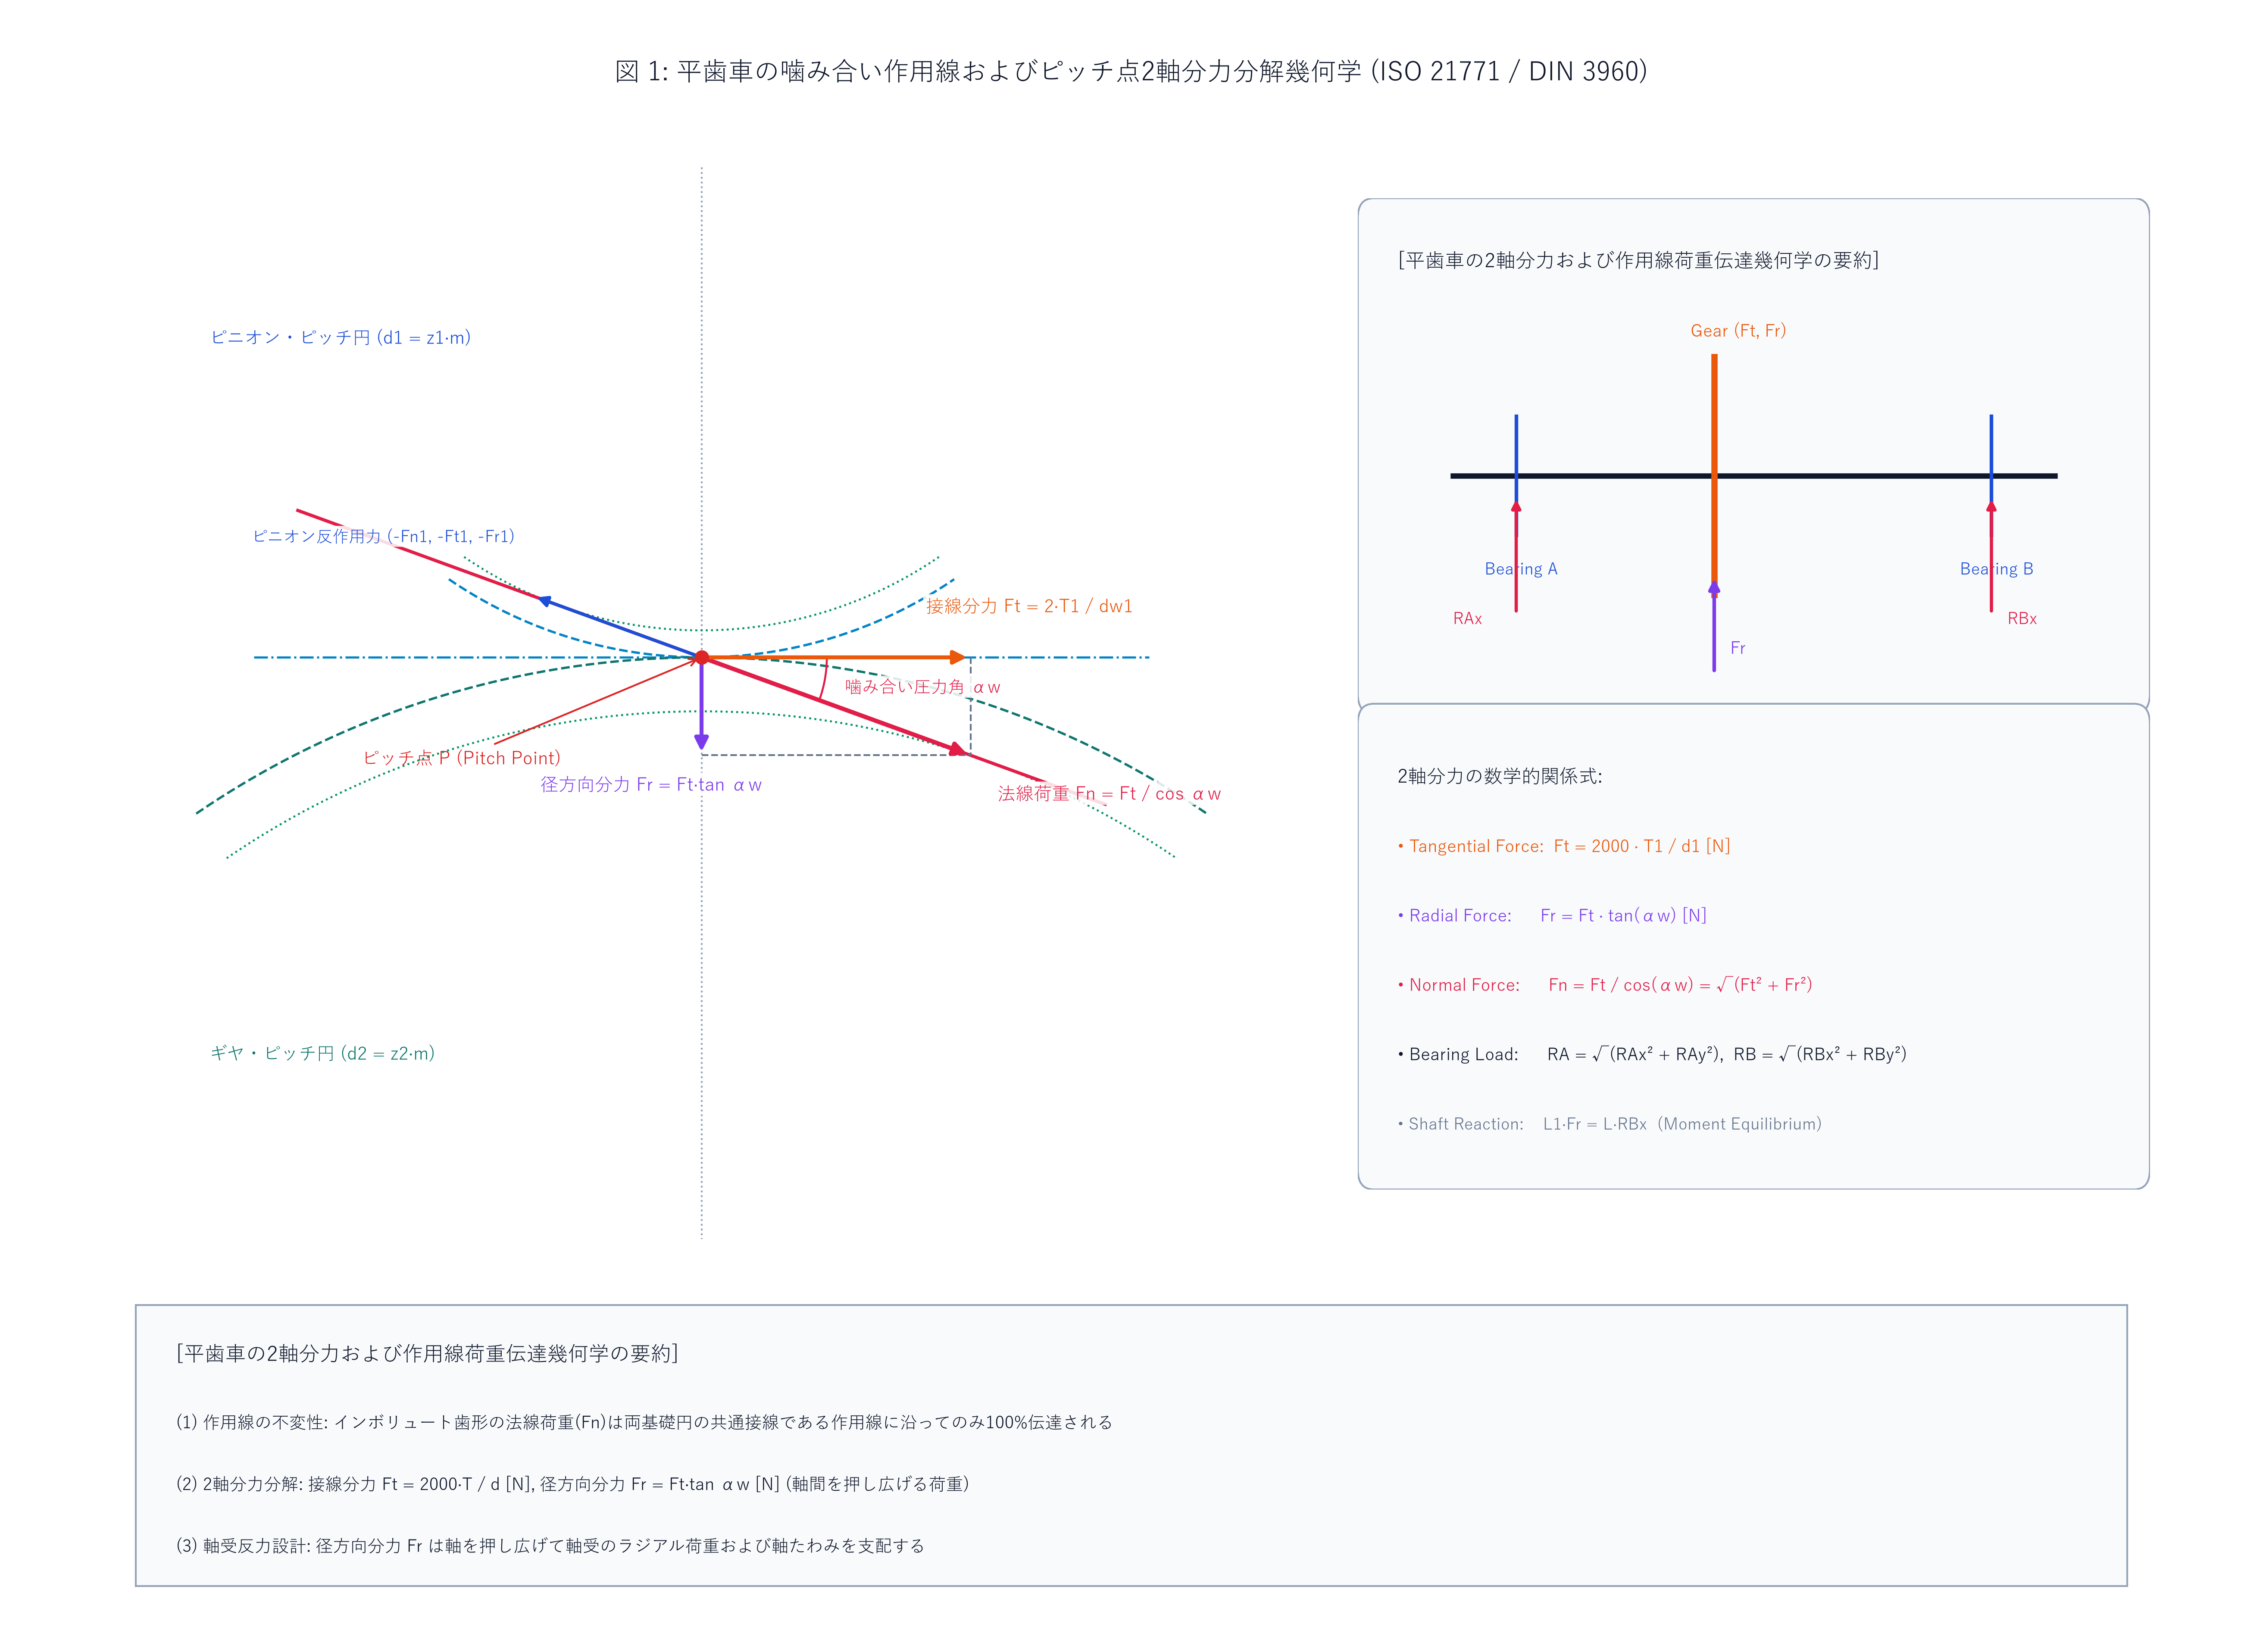 図 1: 平歯車の噛み合い作用線およびピッチ点2軸分力分解幾何学 (ISO 21771 / DIN 3960)
ピニオン・ピッチ円 (d1 = z1·m)
ピニオン反作用力 (-Fn1, -Ft1, -Fr1)
接線分力 Ft = 2·T1 / dw1
噛み合い圧力角 αw
ピッチ点 P (Pitch Point)
径方向分力 Fr = Ft·tan αw
法線荷重 Fn = Ft / cos αw
ギヤ・ピッチ円 (d2 = z2·m)
[平歯車の2軸分力および作用線荷重伝達幾何学の要約]
Gear (Ft, Fr)
Bearing A
Bearing B
RAx
RBx
Fr
2軸分力の数学的関係式:
• Tangential Force: Ft = 2000 · T1 / d1 [N]
• Radial Force: Fr = Ft · tan(αw) [N]
• Normal Force: Fn = Ft / cos(αw) = √(Ft² + Fr²)
• Bearing Load: RA = √(RAx² + RAy²), RB = √(RBx² + RBy²)
• Shaft Reaction: L1·Fr = L·RBx (Moment Equilibrium)
[平歯車の2軸分力および作用線荷重伝達幾何学の要約]
(1) 作用線の不変性: インボリュート歯形の法線荷重(Fn)は両基礎円の共通接線である作用線に沿ってのみ100%伝達される
(2) 2軸分力分解: 接線分力 Ft = 2000·T / d [N], 径方向分力 Fr = Ft·tan αw [N] (軸間を押し広げる荷重)
(3) 軸受反力設計: 径方向分力 Fr は軸を押し広げて軸受のラジアル荷重および軸たわみを支配する